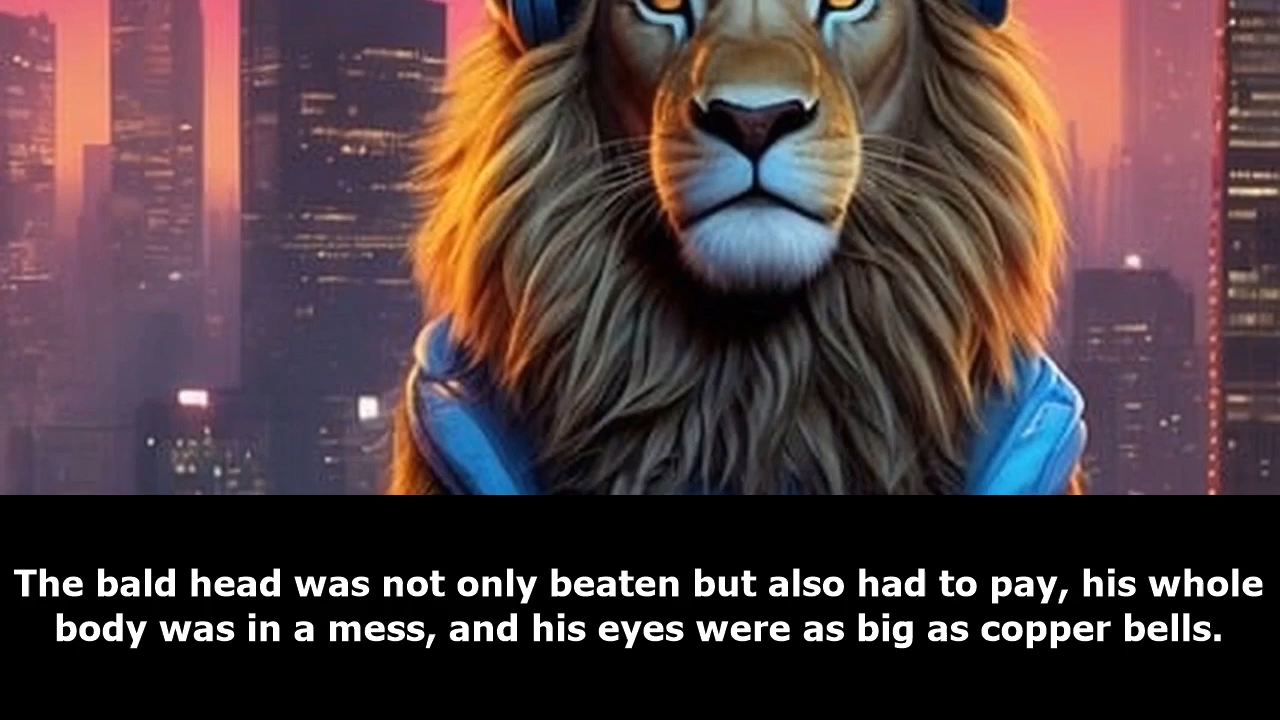 The bald head was not only beaten but also had to pay, his whole
body was in a mess, and his eyes were as big as copper bells.